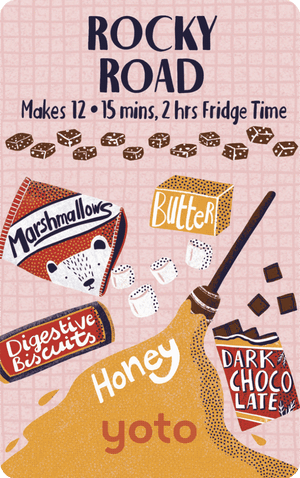 ROCKY
ROAD
Makes 12 • 15 mins, 2 hrs Fridge Time
Marshmallows
Butter
Digestive
Biscuits
Honey
DARK
CHOCO
LATE
yoto